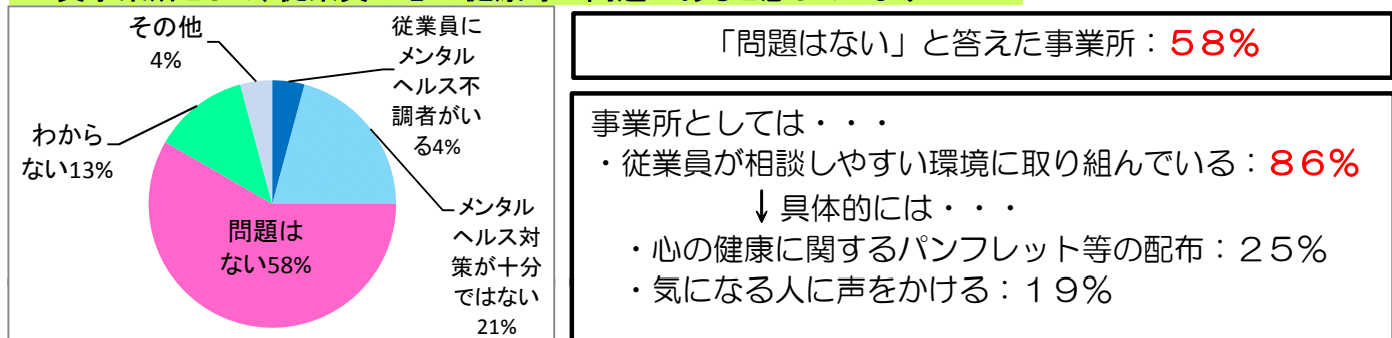 その他
4%
従業員に
メンタル
ヘルス不
調者がい
る4%
わから
ない13%
問題は
ない58%
メンタル
ヘルス対
策が十分
ではない
21%
「問題はない」と答えた事業所：５８％
事業所としては・・・
・従業員が相談しやすい環境に取り組んでいる：８６％
↓具体的には・・・
・心の健康に関するパンフレット等の配布：２５％
・気になる人に声をかける：１９％